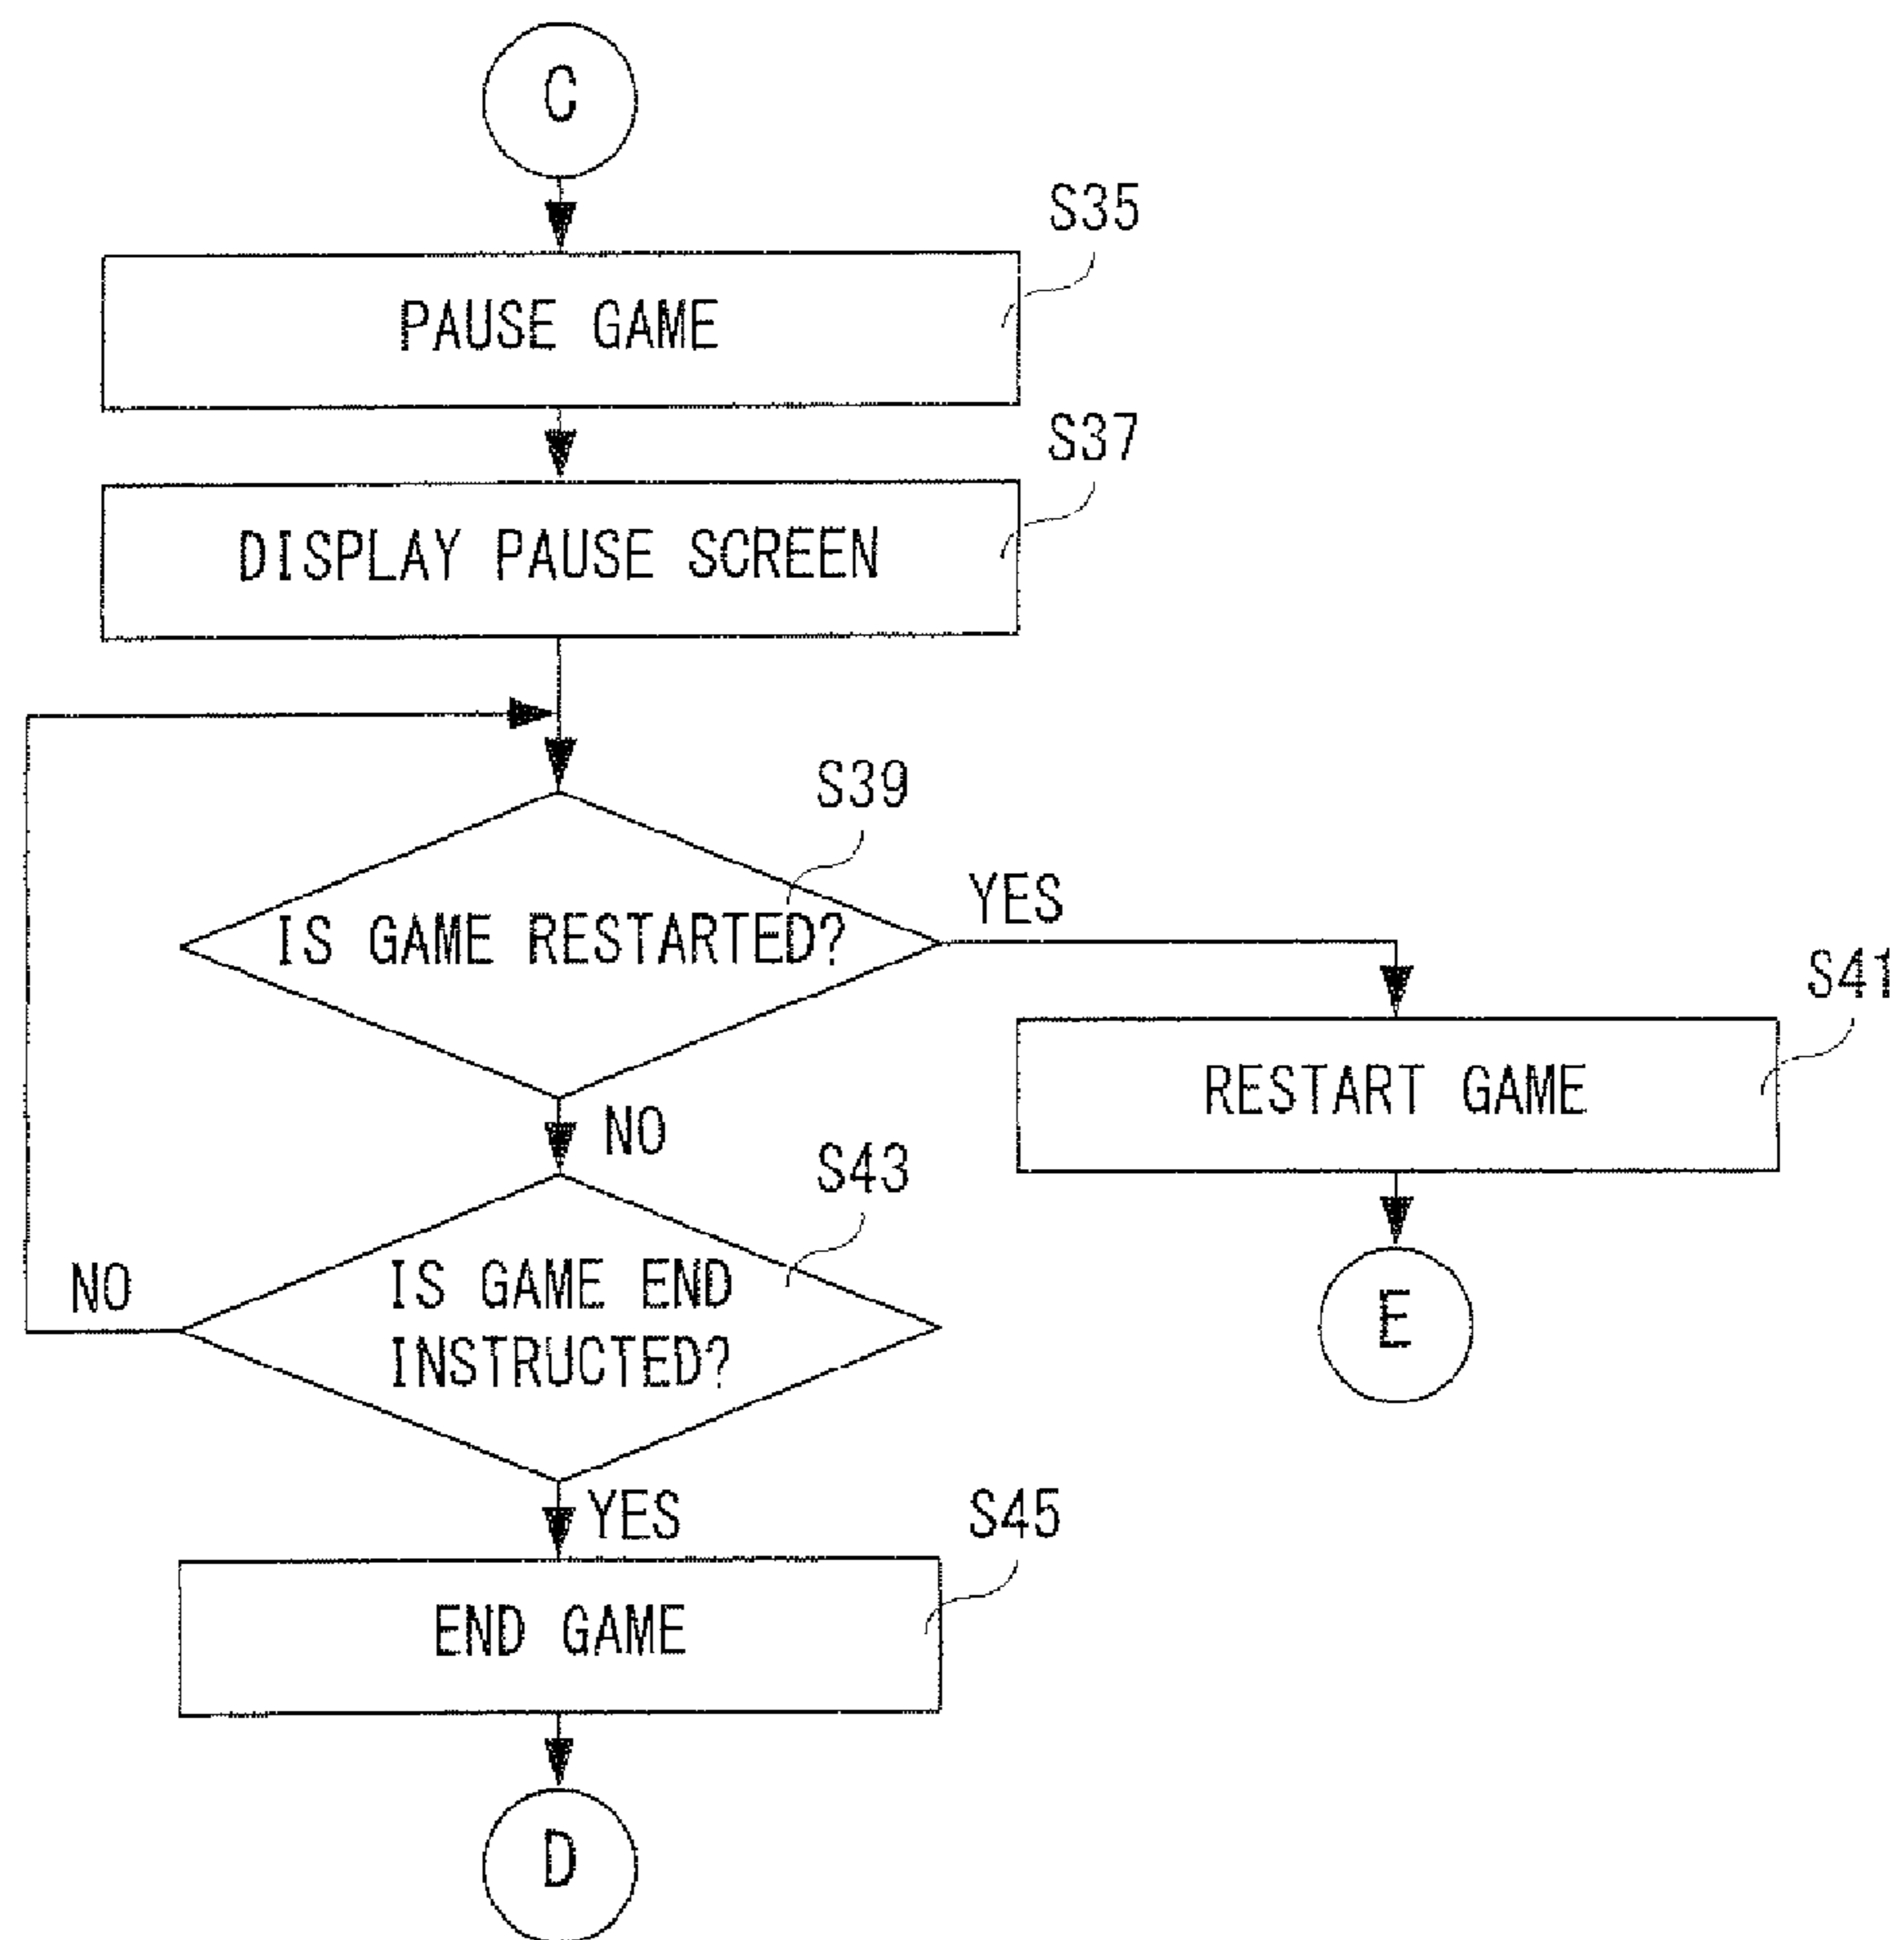 C
S35
PAUSE GAME
S37
DISPLAY PAUSE SCREEN
S39
IS GAME RESTARTED?
YES
S41
RESTART GAME
NO
S43
IS GAME END
INSTRUCTED?
NO
E
YES
S45
END GAME
D